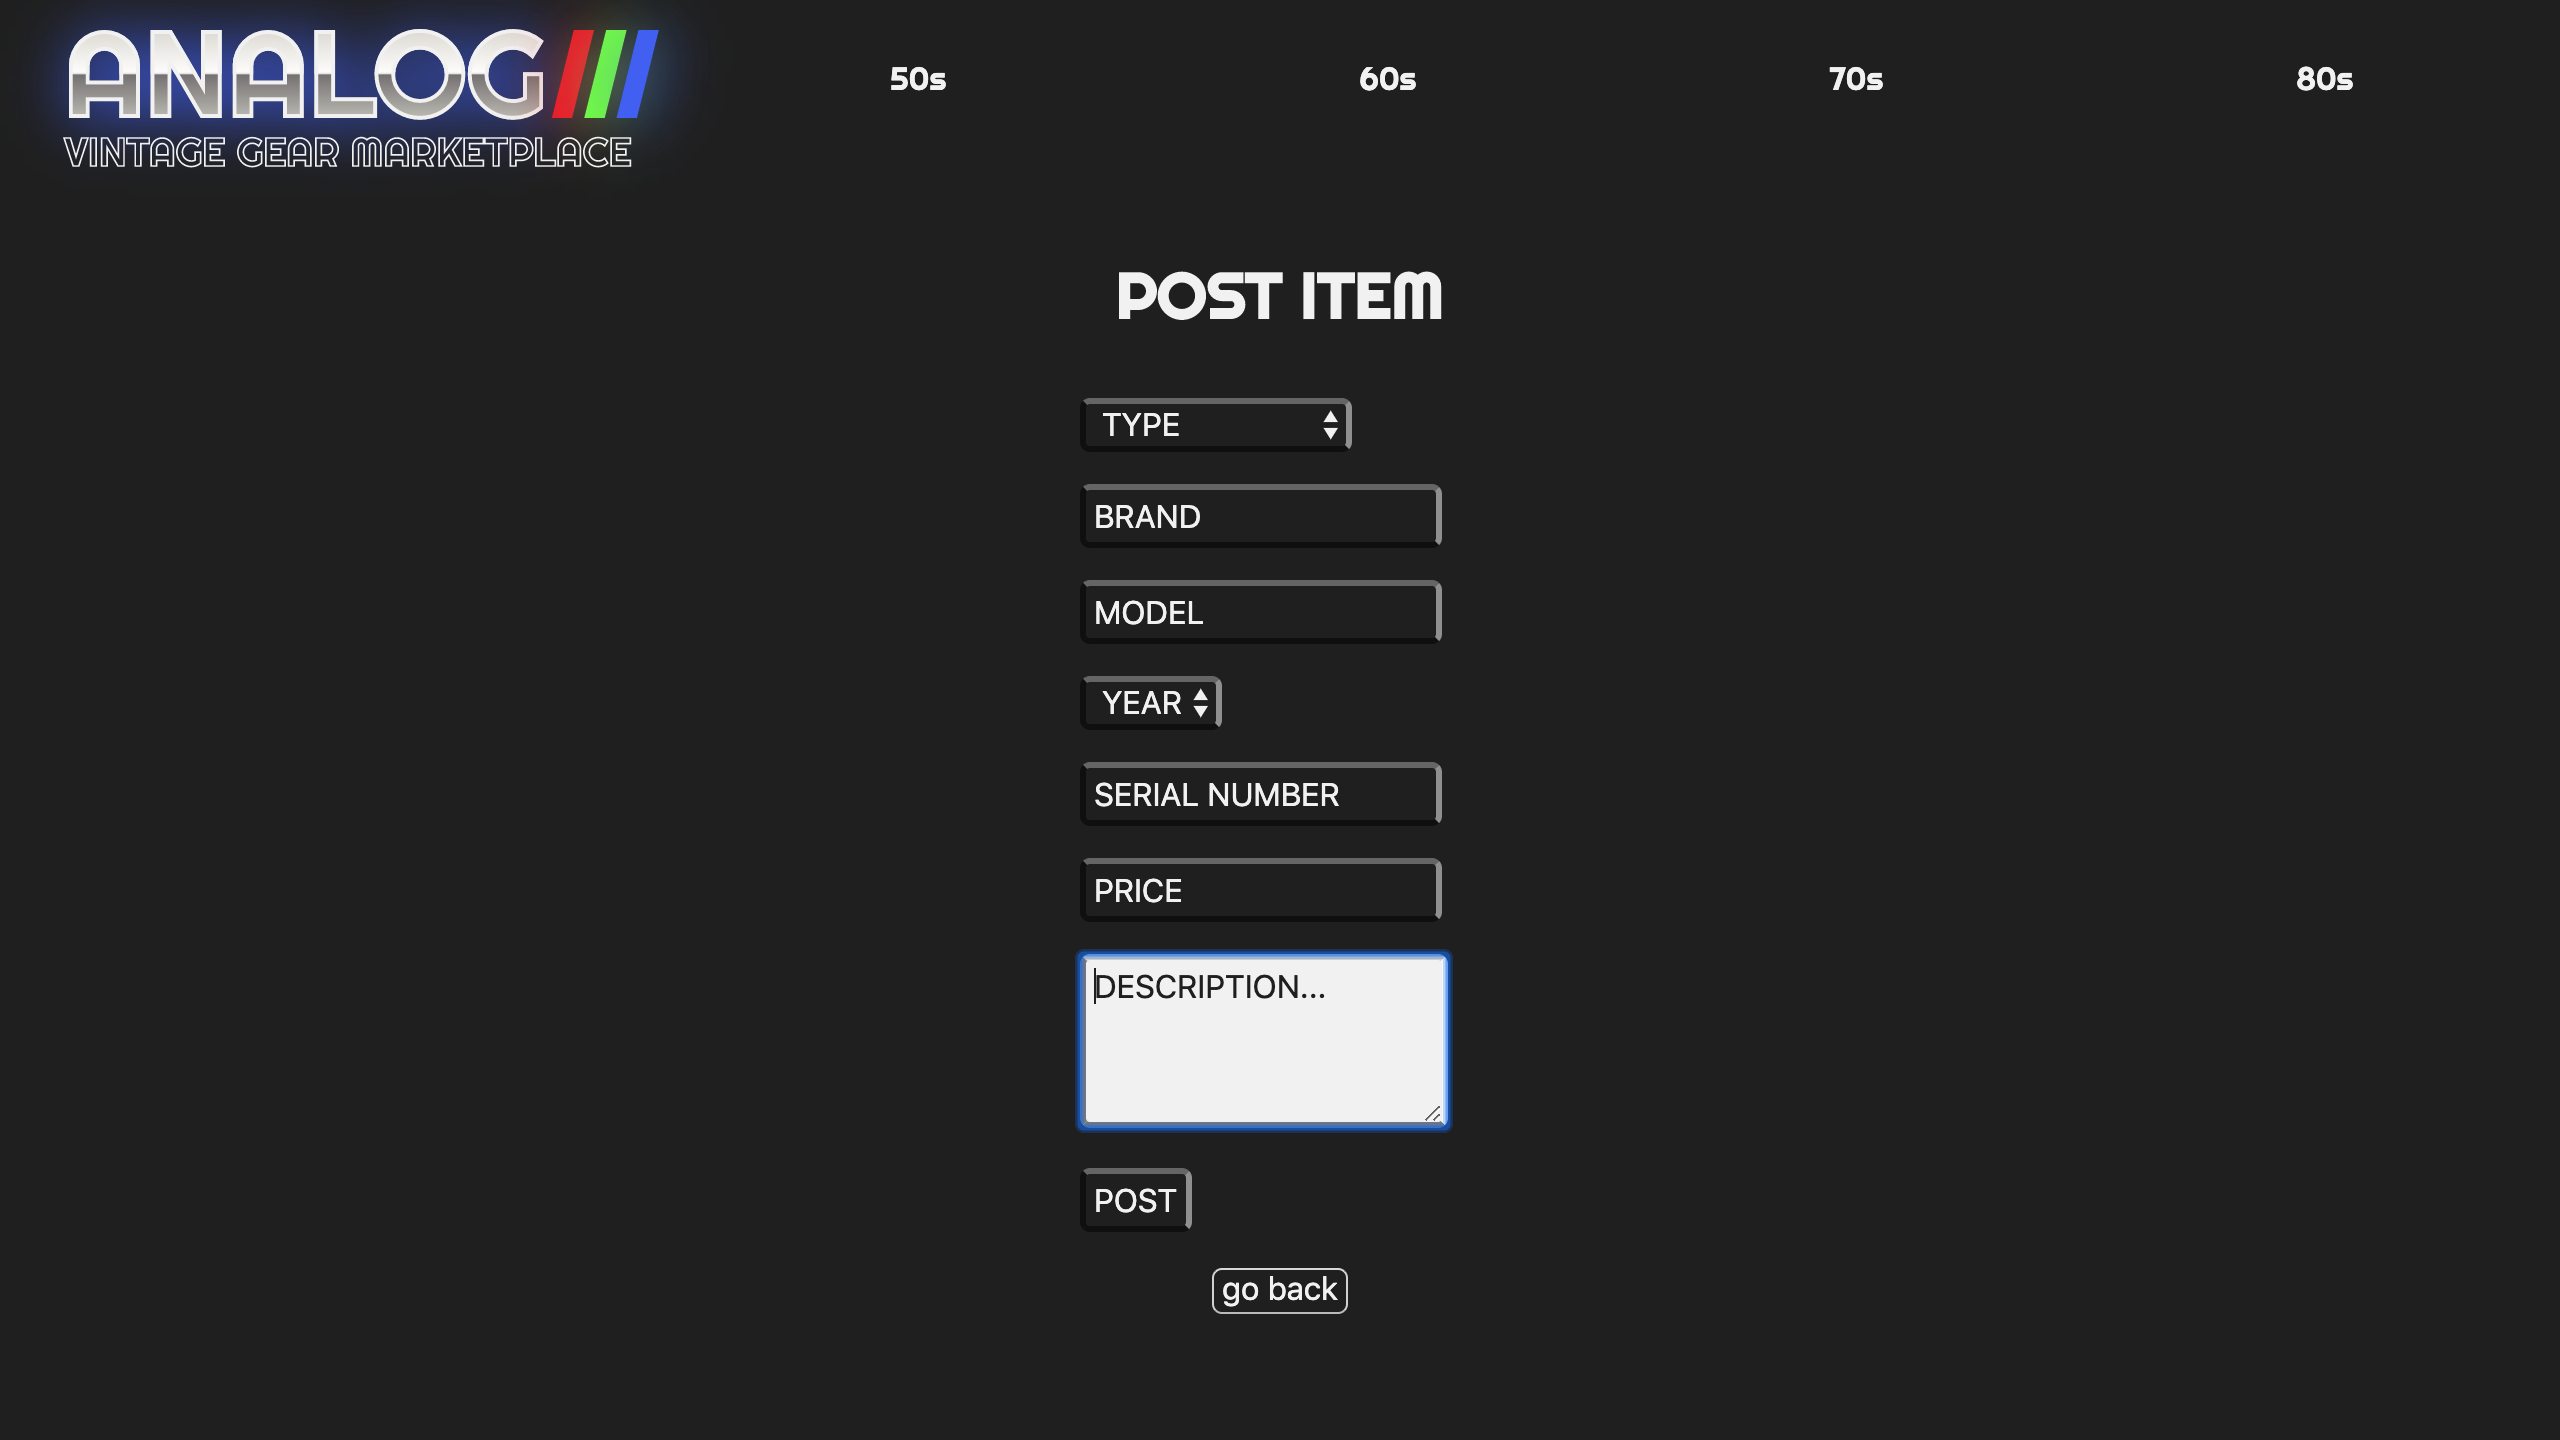 ANALOG
VINTAGE GEAR MARKETPLACE
50s 60s 70s 80s
POST ITEM
TYPE
BRAND
MODEL
YEAR
SERIAL NUMBER
PRICE
DESCRIPTION...
POST
go back